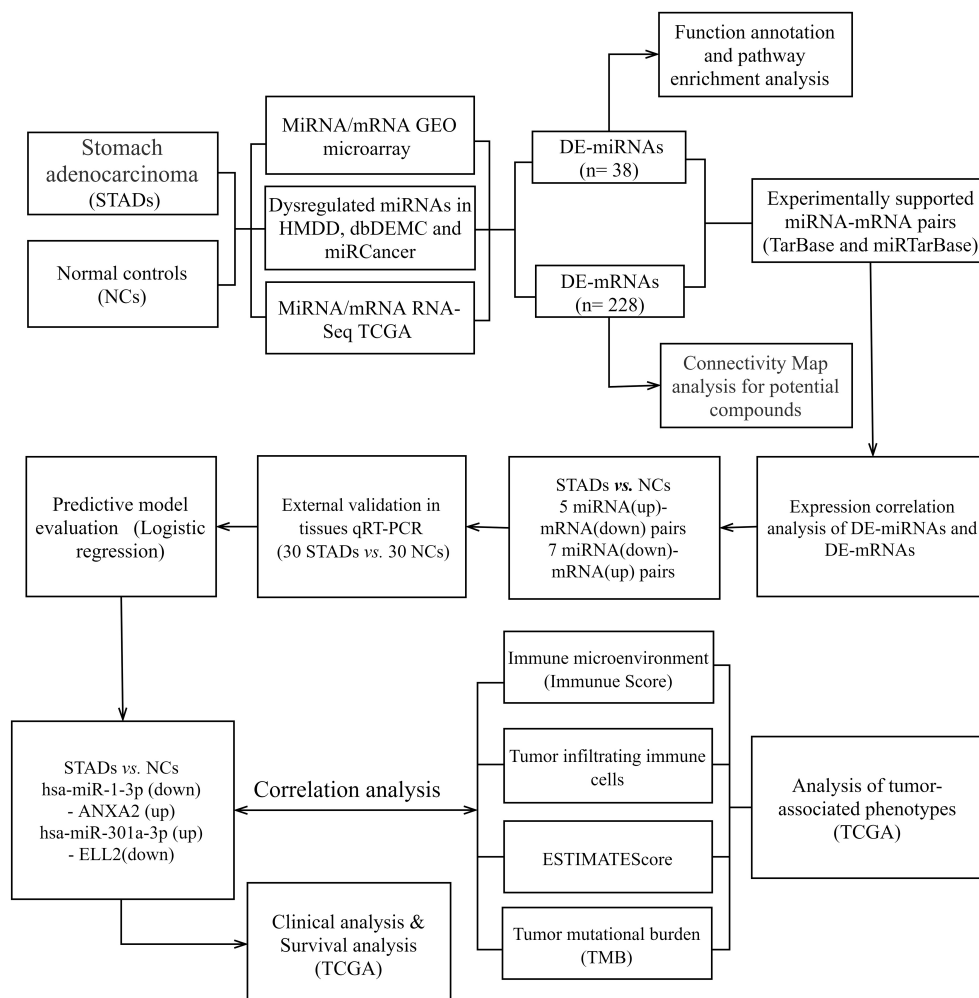 Function annotation
and pathway
enrichment analysis
Stomach
adenocarcinoma
(STADs)
Normal controls
(NCs)
MiRNA/mRNA GEO
microarray
Dysregulated miRNAs in
HMDD, dbDEMC and
miRCancer
MiRNA/mRNA RNA-
Seq TCGA
DE-miRNAs
(n= 38)
DE-mRNAs
(n= 228)
Experimentally supported
miRNA-mRNA pairs
(TarBase and miRTarBase)
Connectivity Map
analysis for potential
compounds
Expression correlation
analysis of DE-miRNAs and
DE-mRNAs
STADs vs. NCs
5 miRNA(up)-
mRNA(down) pairs
7 miRNA(down)-
mRNA(up) pairs
External validation in
tissues qRT-PCR
(30 STADs vs. 30 NCs)
Predictive model
evaluation (Logistic
regression)
STADs vs. NCs
hsa-miR-1-3p (down)
- ANXA2 (up)
hsa-miR-301a-3p (up)
- ELL2(down)
Correlation analysis
Immune microenvironment
(Immunue Score)
Tumor infiltrating immune
cells
ESTIMATEScore
Tumor mutational burden
(TMB)
Analysis of tumor-
associated phenotypes
(TCGA)
Clinical analysis &
Survival analysis
(TCGA)